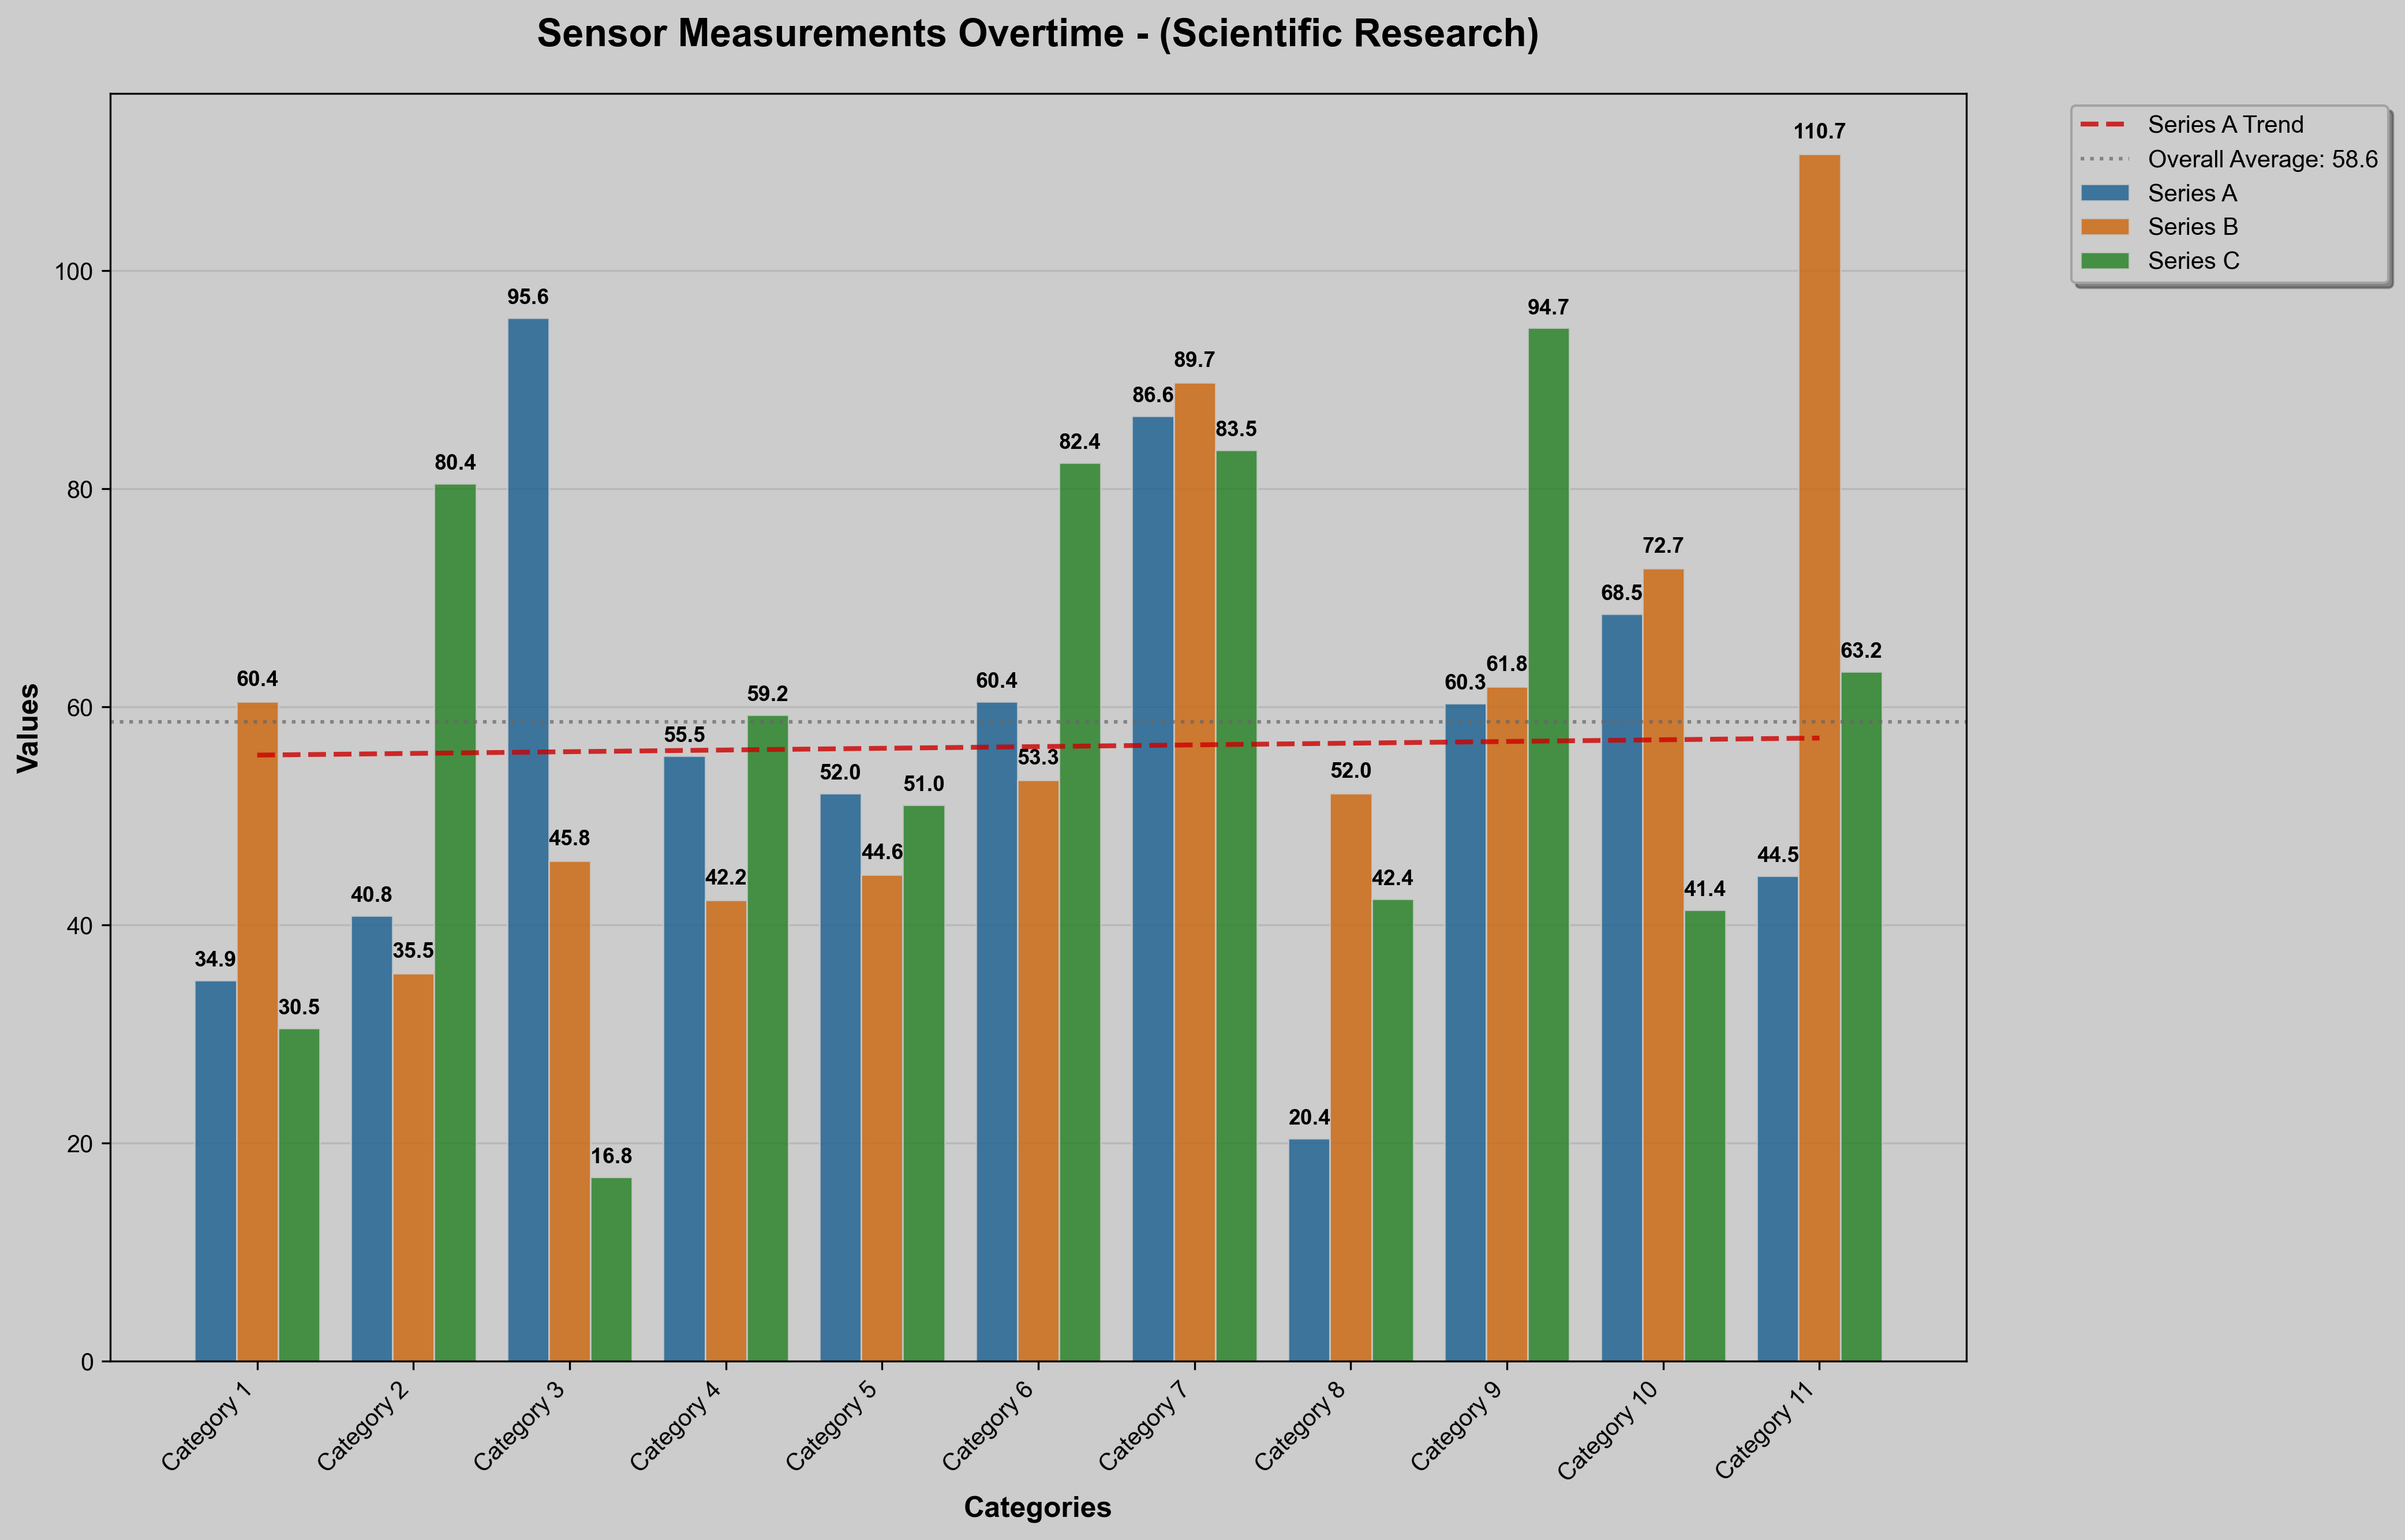 Sensor Measurements Overtime - (Scientific Research)
Series A Trend
Overall Average: 58.6
Series A
Series B
Series C
Values
100
80
60
40
20
0
34.9
60.4
30.5
40.8
35.5
80.4
95.6
45.8
16.8
55.5
42.2
59.2
52.0
44.6
51.0
60.4
53.3
82.4
86.6
89.7
83.5
20.4
52.0
42.4
60.3
61.8
94.7
68.5
72.7
41.4
44.5
110.7
63.2
Category 1
Category 2
Category 3
Category 4
Category 5
Category 6
Category 7
Category 8
Category 9
Category 10
Category 11
Categories